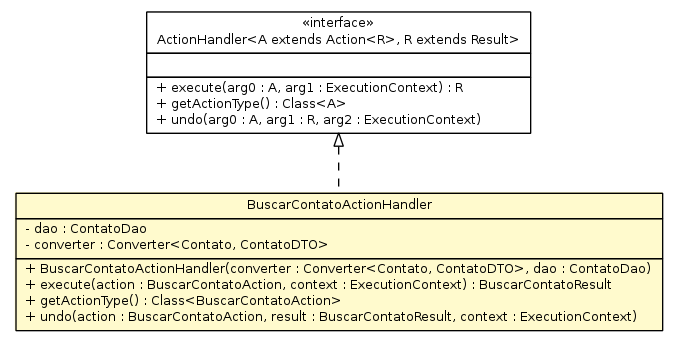 «interface»
ActionHandler<A extends Action<R>, R extends Result>
+ execute(arg0 : A, arg1 : ExecutionContext) : R
+ getActionType() : Class<A>
+ undo(arg0 : A, arg1 : R, arg2 : ExecutionContext)
BuscarContatoActionHandler
- dao : ContatoDao
- converter : Converter<Contato, ContatoDTO>
+ BuscarContatoActionHandler(converter : Converter<Contato, ContatoDTO>, dao : ContatoDao)
+ execute(action : BuscarContatoAction, context : ExecutionContext) : BuscarContatoResult
+ getActionType() : Class<BuscarContatoAction>
+ undo(action : BuscarContatoAction, result : BuscarContatoResult, context : ExecutionContext)